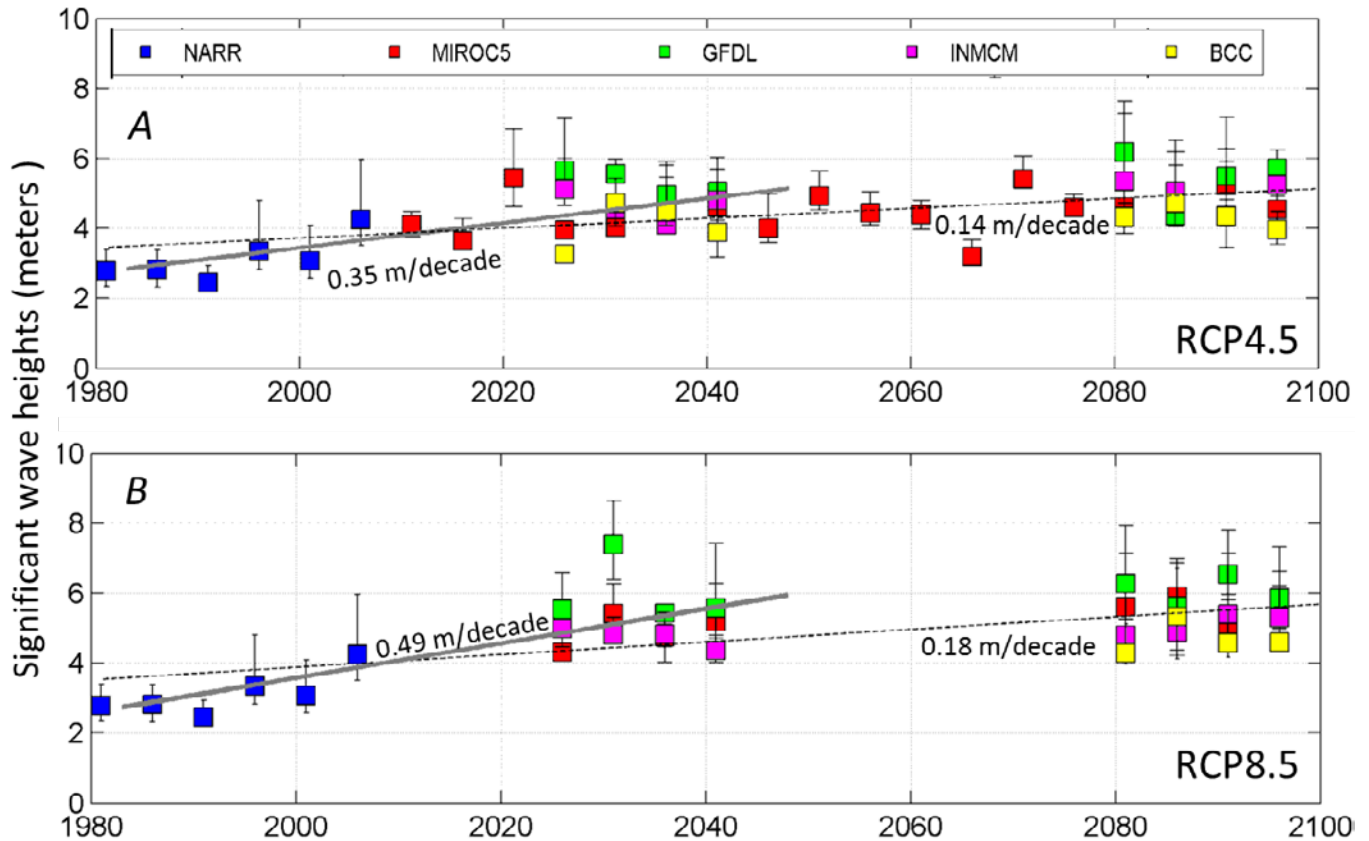 Significant wave heights (meters )
10
NARR MIROC5 GFDL INMCM BCC
8
A
6
4
0.35 m/decade
0.14 m/decade
2
RCP4.5
0
1980 2000 2020 2040 2060 2080 2100
10
B
8
6
0.49 m/decade
4
0.18 m/decade
2
RCP8.5
0
1980 2000 2020 2040 2060 2080 2100